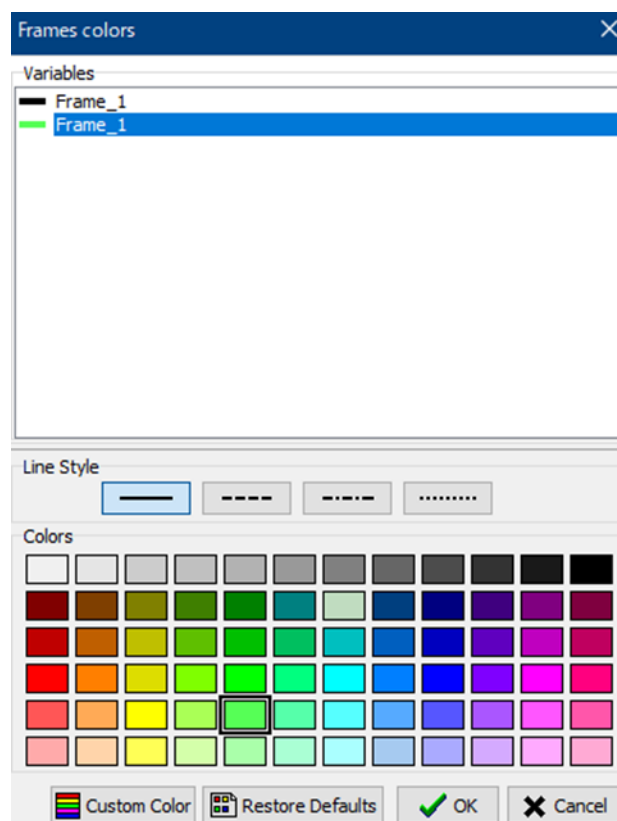 Frames colors
Variables
Frame_1
Frame_1
Line Style
Colors
Custom Color Restore Defaults OK Cancel